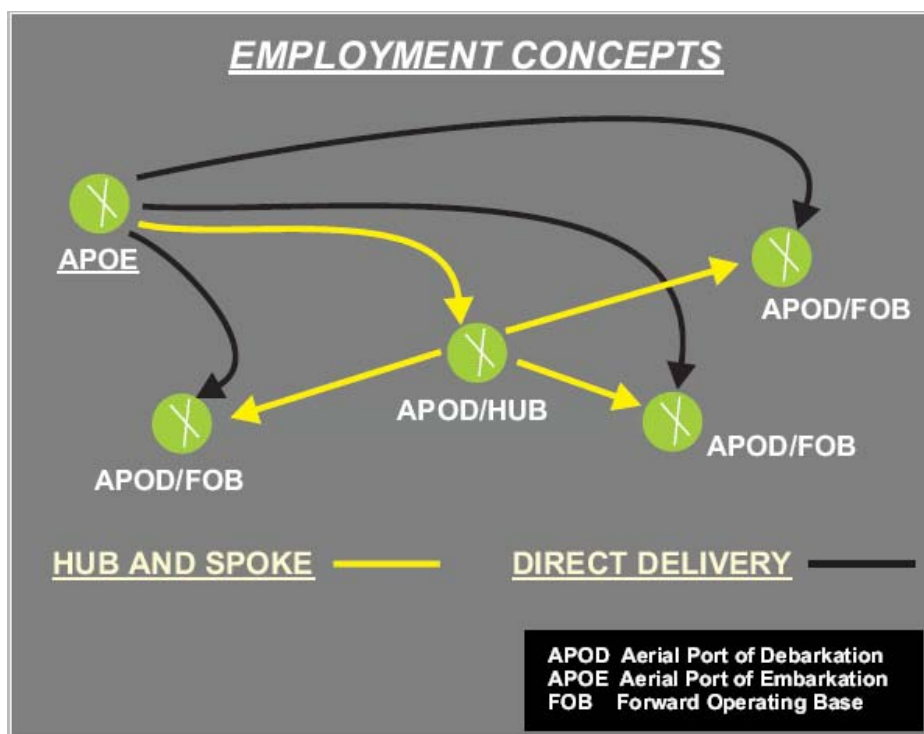 EMPLOYMENT CONCEPTS
APOE
APOD/FOB
APOD/HUB
APOD/FOB
APOD/FOB
HUB AND SPOKE
DIRECT DELIVERY
APOD Aerial Port of Debarkation
APOE Aerial Port of Embarkation
FOB Forward Operating Base